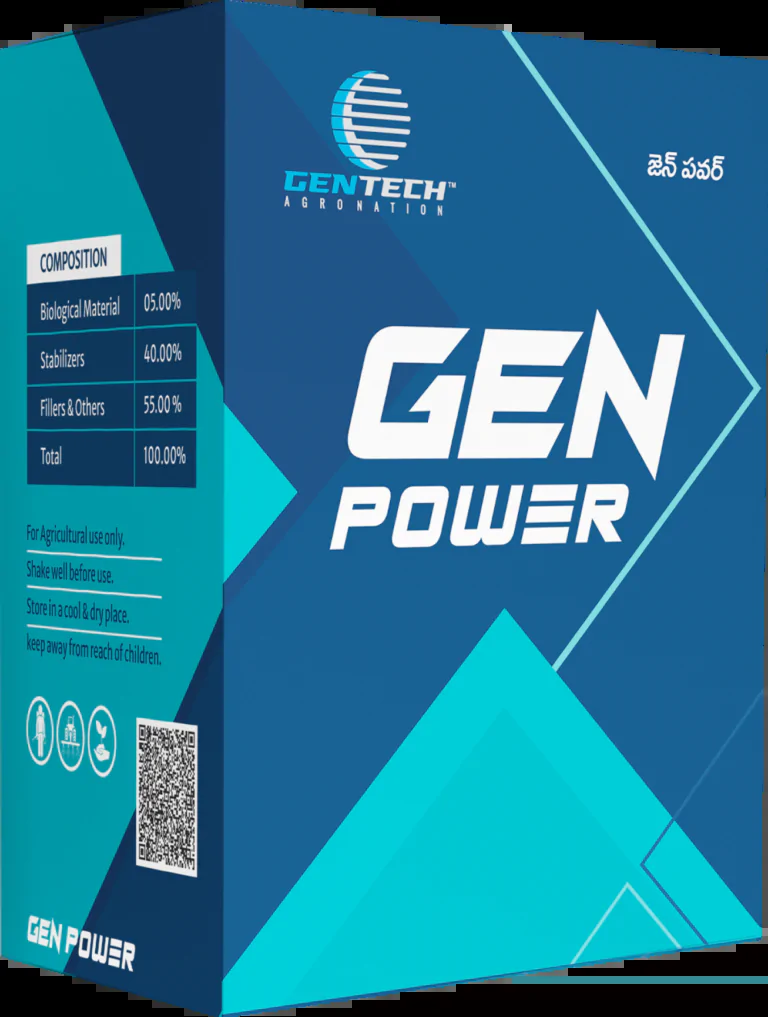 GENTECH™
AGRONATION
జెన్ పవర్
GEN
POWER
COMPOSITION
Biological Material 05.00%
Stabilizers 40.00%
Fillers & Others 55.00%
Total 100.00%
For Agricultural use only.
Shake well before use.
Store in a cool & dry place.
keep away from reach of children.
GEN POWER